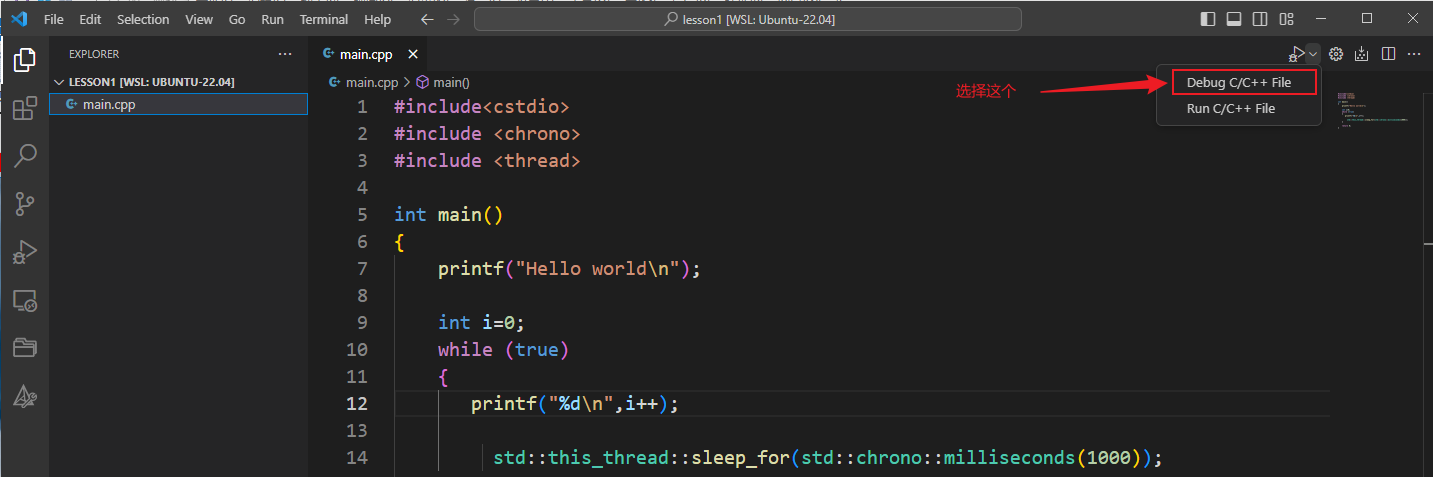 File Edit Selection View Go Run Terminal Help lesson1 [WSL: Ubuntu-22.04]
EXPLORER
main.cpp
LESSON1 [WSL: UBUNTU-22.04]
main.cpp
main.cpp > main()
Debug C/C++ File
Run C/C++ File
选择这个
1 #include<cstdio>
2 #include <chrono>
3 #include <thread>
4
5 int main()
6 {
7 printf("Hello world\n");
8
9 int i=0;
10 while (true)
11 {
12 printf("%d\n",i++);
13
14 std::this_thread::sleep_for(std::chrono::milliseconds(1000));